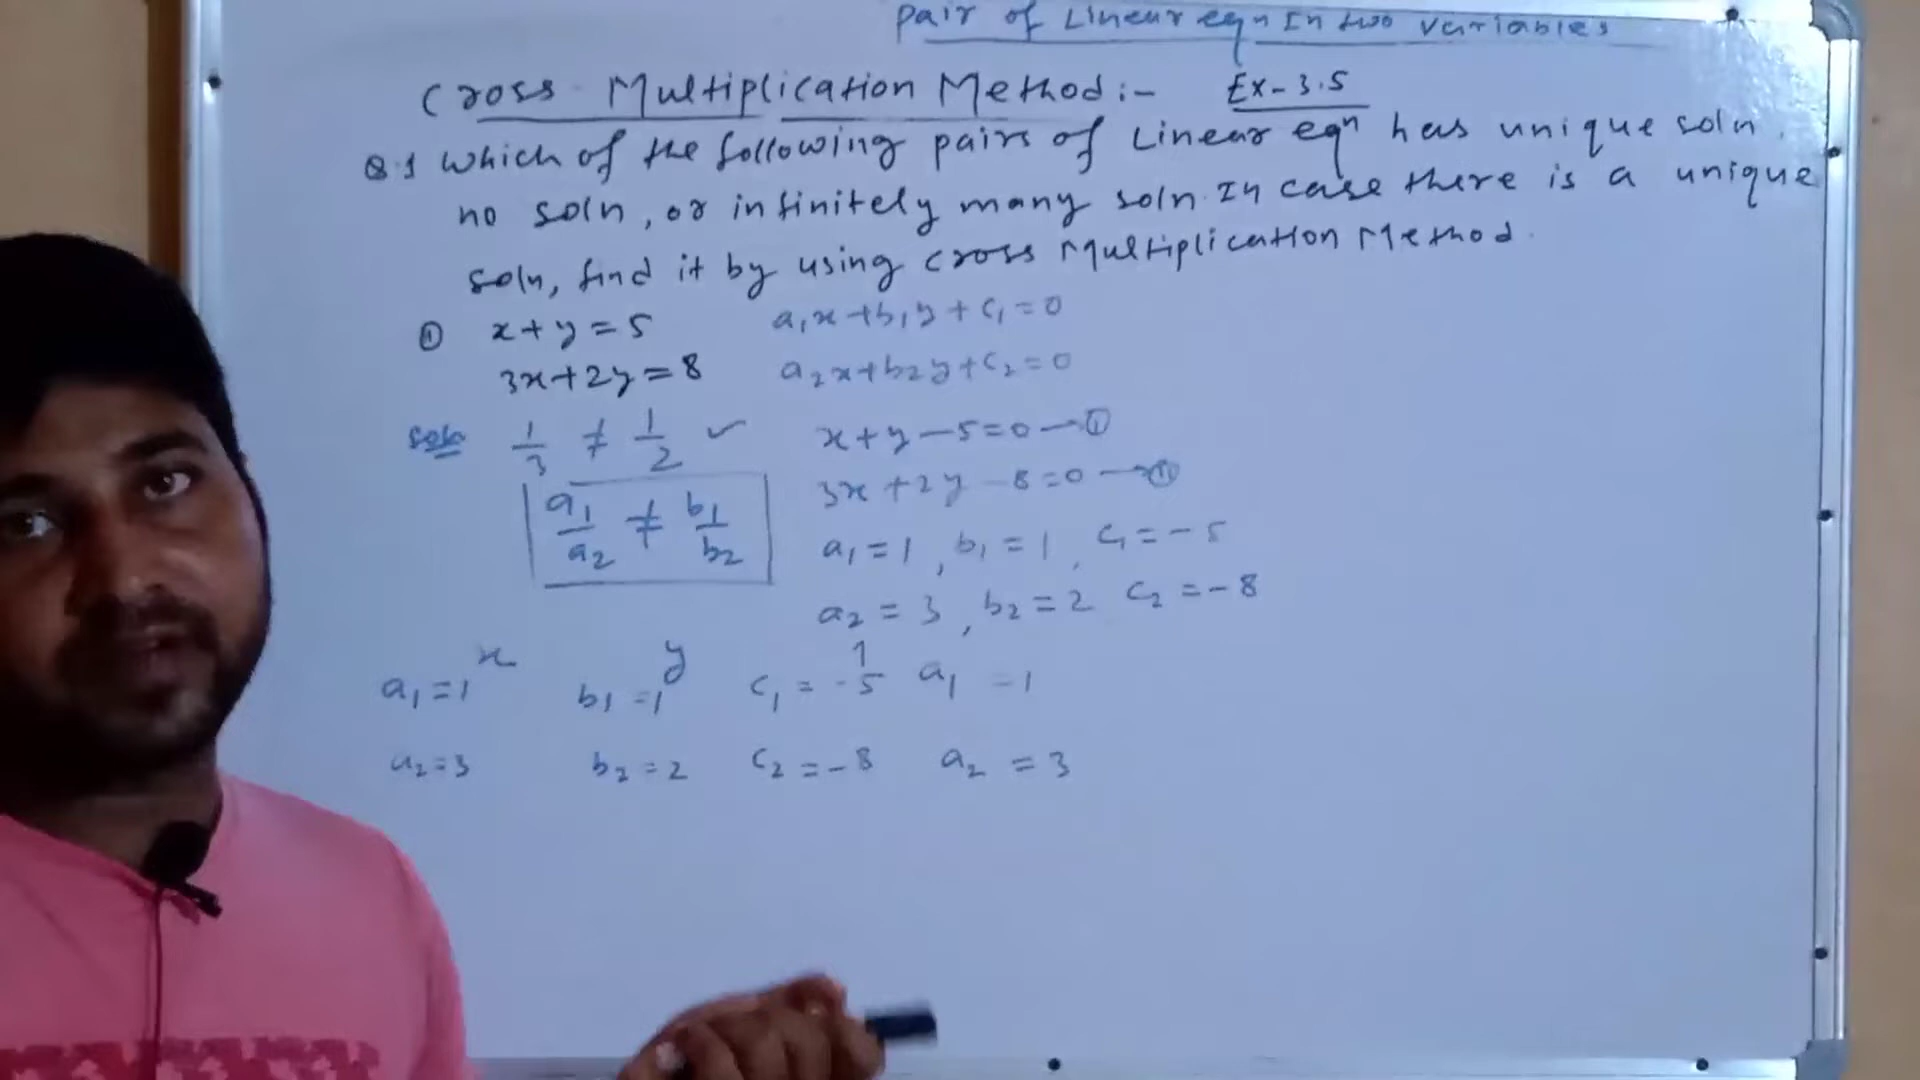 Pair of Linear eqn In two variables
Cross Multiplication Method:- Ex-3.5
Q.1 Which of the following pairs of Linear eqn has unique soln.
no soln, or infinitely many soln. In case there is a unique
soln, find it by using cross Multiplication Method.
① x+y=5 a₁x+b₁y+c₁=0
3x+2y=8 a₂x+b₂y+c₂=0
Soln 1/3 ≠ 1/2 ✓ x+y-5=0 —①
3x+2y-8=0 —②
a₁/a₂ ≠ b₁/b₂ a₁=1, b₁=1, c₁=-5
a₂=3, b₂=2 c₂=-8
x y 1
a₁=1 b₁=1 c₁=-5 a₁=1
a₂=3 b₂=2 c₂=-8 a₂=3